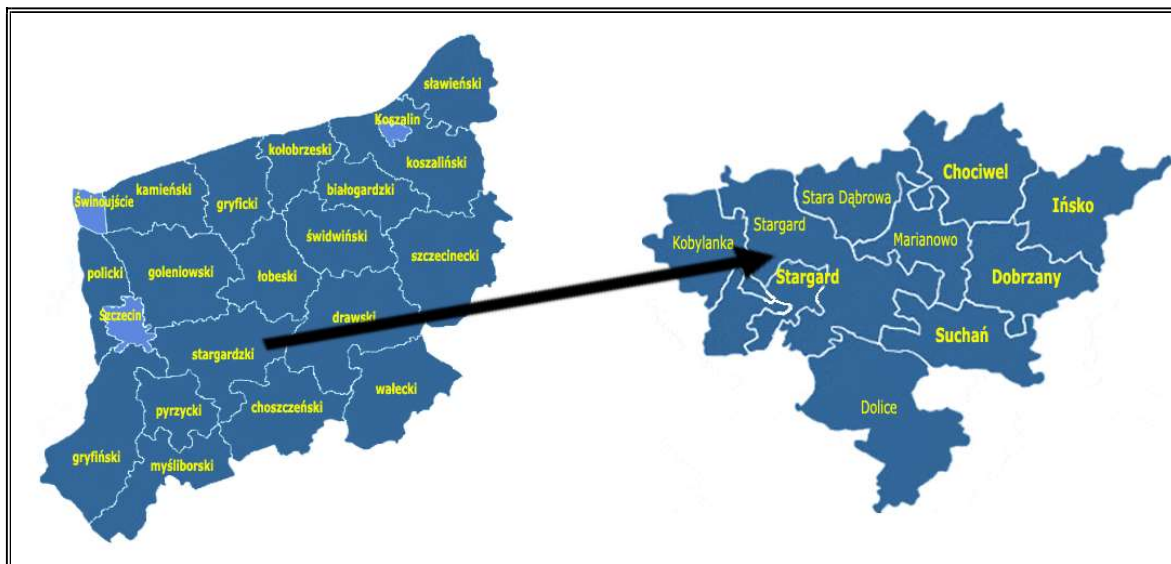 sławieński
Koszalin
kołobrzeski
koszaliński
kamieński
białogardzki
Świnoujście
gryficki
świdwiński
policki
goleniowski
szczecinecki
łobeski
Szczecin
drawski
stargardzki
wałecki
pyrzycki
choszczeński
gryfiński
myśliborski
Chociwel
Stara Dąbrowa
Ińsko
Stargard
Kobylanka
Marianowo
Stargard
Dobrzany
Suchań
Dolice